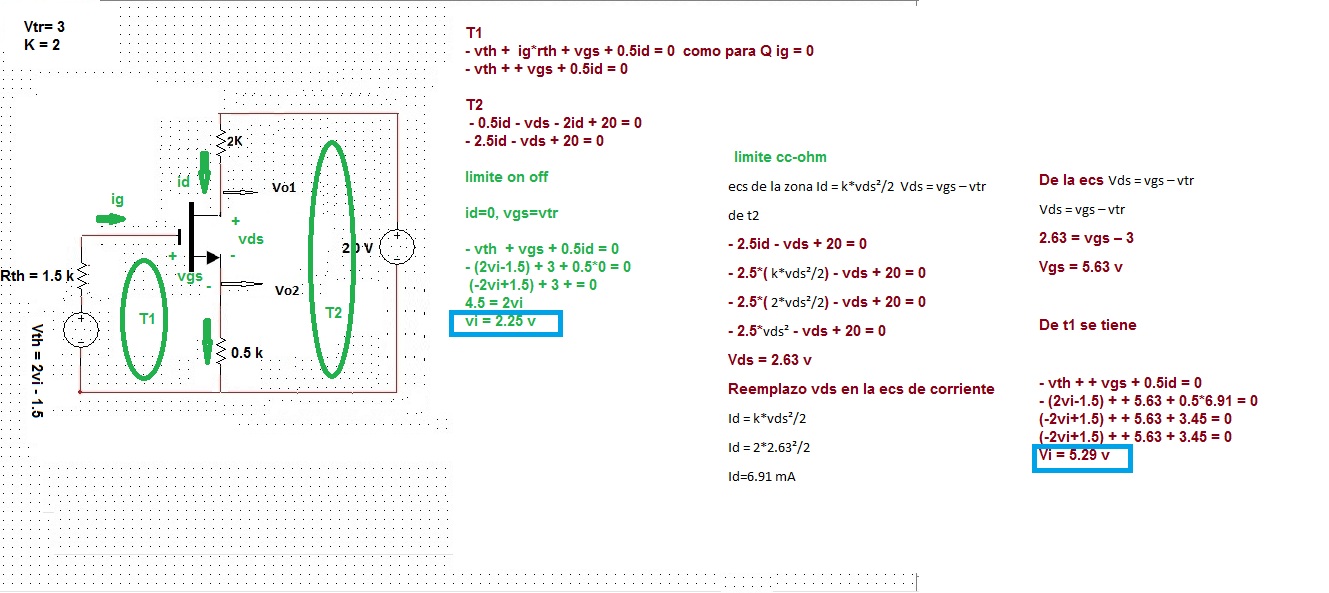 Vtr= 3
K = 2
2K
id
Vo1
ig
+
vds
-
+
vgs
-
Rth = 1.5 k
+
T1
Vo2
T2
20 V
+
0.5 k
Vth = 2vi - 1.5
T1
- vth + ig*rth + vgs + 0.5id = 0 como para Q ig = 0
- vth + + vgs + 0.5id = 0
T2
- 0.5id - vds - 2id + 20 = 0
- 2.5id - vds + 20 = 0
limite on off
id=0, vgs=vtr
- vth + vgs + 0.5id = 0
- (2vi-1.5) + 3 + 0.5*0 = 0
(-2vi+1.5) + 3 + = 0
4.5 = 2vi
vi = 2.25 v
limite cc-ohm
ecs de la zona Id = k*vds²/2 Vds = vgs – vtr
de t2
- 2.5id - vds + 20 = 0
- 2.5*( k*vds²/2) - vds + 20 = 0
- 2.5*( 2*vds²/2) - vds + 20 = 0
- 2.5*vds² - vds + 20 = 0
Vds = 2.63 v
Reemplazo vds en la ecs de corriente
Id = k*vds²/2
Id = 2*2.63²/2
Id=6.91 mA
De la ecs Vds = vgs – vtr
Vds = vgs – vtr
2.63 = vgs – 3
Vgs = 5.63 v
De t1 se tiene
- vth + + vgs + 0.5id = 0
- (2vi-1.5) + + 5.63 + 0.5*6.91 = 0
(-2vi+1.5) + + 5.63 + 3.45 = 0
(-2vi+1.5) + + 5.63 + 3.45 = 0
Vi = 5.29 v